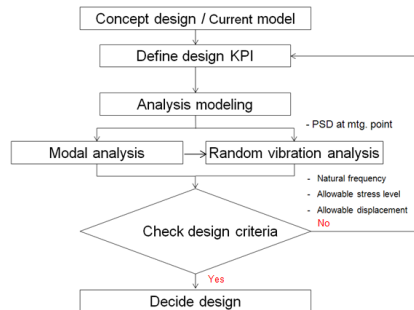 Concept design / Current model
Define design KPI
Analysis modeling
- PSD at mtg. point
Modal analysis
Random vibration analysis
- Natural frequency
- Allowable stress level
- Allowable displacement
No
Check design criteria
Yes
Decide design